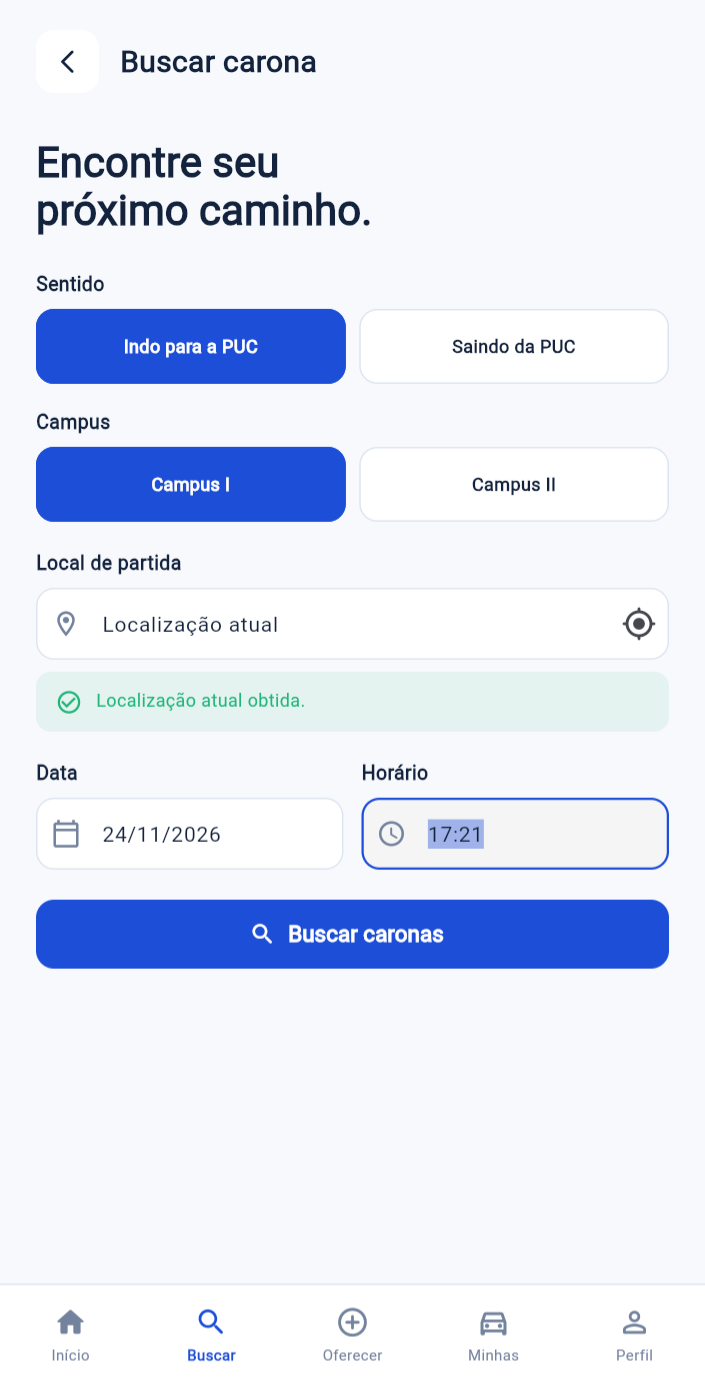 Buscar carona
Encontre seu
próximo caminho.
Sentido
Indo para a PUC
Saindo da PUC
Campus
Campus I
Campus II
Local de partida
Localização atual
Localização atual obtida.
Data
Horário
24/11/2026
17:21
Buscar caronas
Início
Buscar
Oferecer
Minhas
Perfil